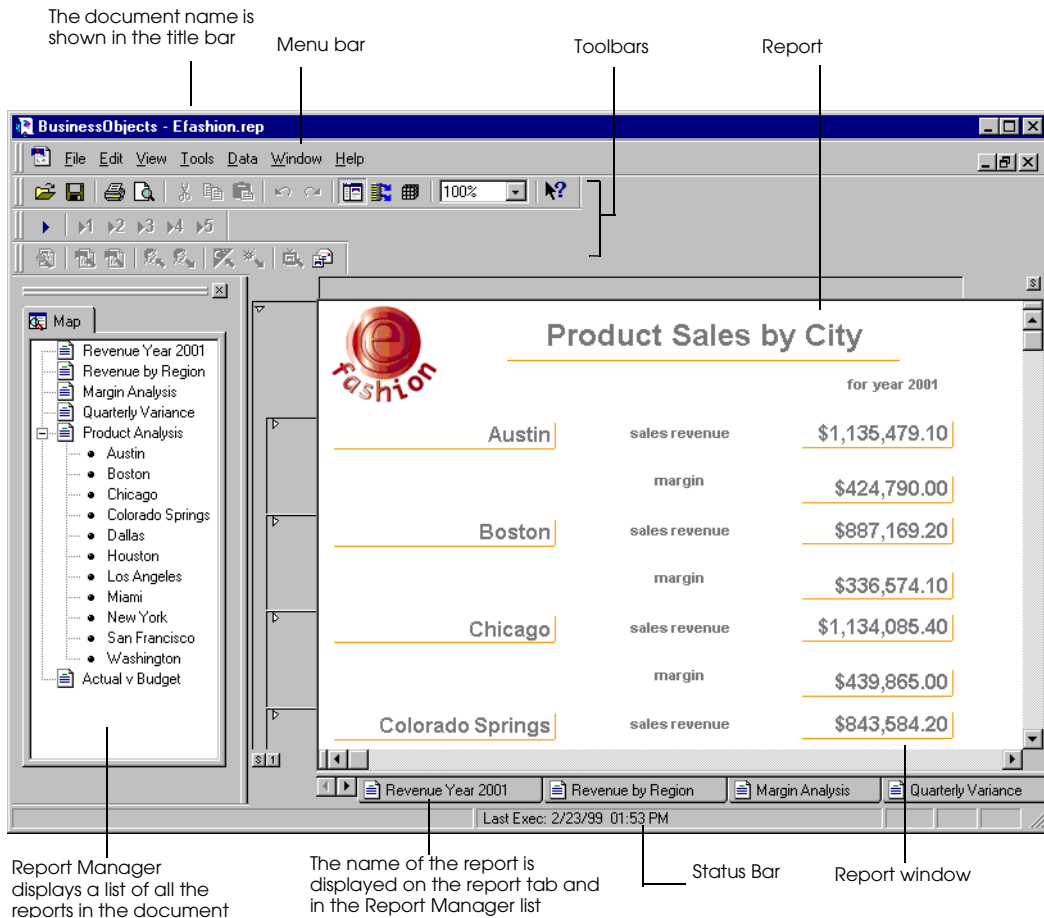 The document name is
shown in the title bar
Menu bar
Toolbars
Report
BusinessObjects - Efashion.rep
File Edit View Tools Data Window Help
100%
1 2 3 4 5
S
Map
Revenue Year 2001
Revenue by Region
Margin Analysis
Quarterly Variance
Product Analysis
Austin
Boston
Chicago
Colorado Springs
Dallas
Houston
Los Angeles
Miami
New York
San Francisco
Washington
Actual v Budget
e
fashion
Product Sales by City
for year 2001
Austin sales revenue $1,135,479.10
margin $424,790.00
Boston sales revenue $887,169.20
margin $336,574.10
Chicago sales revenue $1,134,085.40
margin $439,865.00
Colorado Springs sales revenue $843,584.20
S 1
Revenue Year 2001 Revenue by Region Margin Analysis Quarterly Variance
Last Exec: 2/23/99 01:53 PM
Report Manager
displays a list of all the
reports in the document
The name of the report is
displayed on the report tab and
in the Report Manager list
Status Bar
Report window